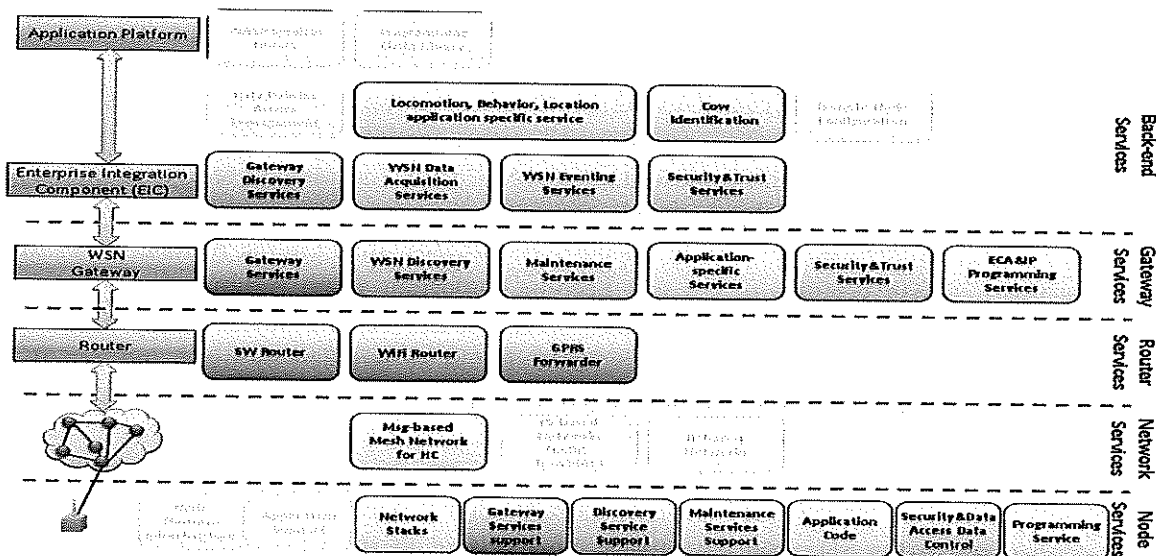 Application Platform
Locomotion, Behavior, Location
application specific service
Cow
Identification
Back-end
Services
Enterprise Integration
Component (EIC)
Gateway
Discovery
Services
WSN Data
Acquisition
Services
WSN Eventing
Services
Security&Trust
Services
WSN
Gateway
Gateway
Services
WSN Discovery
Services
Maintenance
Services
Application-
specific
Services
Security&Trust
Services
ECA&IP
Programming
Services
Gateway
Services
Router
SW Router
WiFi Router
GPRS
Forwarder
Router
Services
Msg-based
Mesh Network
for HC
Network
Services
Network
Stacks
Gateway
Services
Support
Discovery
Service
Support
Maintenance
Services
Support
Application
Code
Security&Data
Access Data
Control
Programming
Service
Node
Services